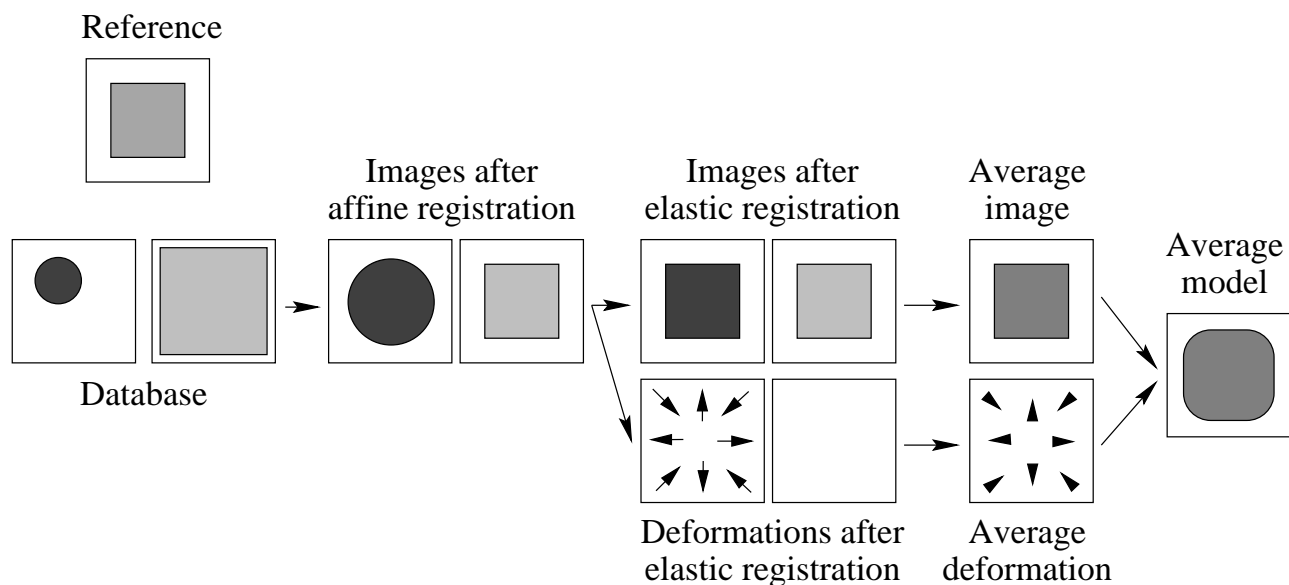 Reference
Images after
affine registration
Images after
elastic registration
Average
image
Average
model
Database
Deformations after
elastic registration
Average
deformation